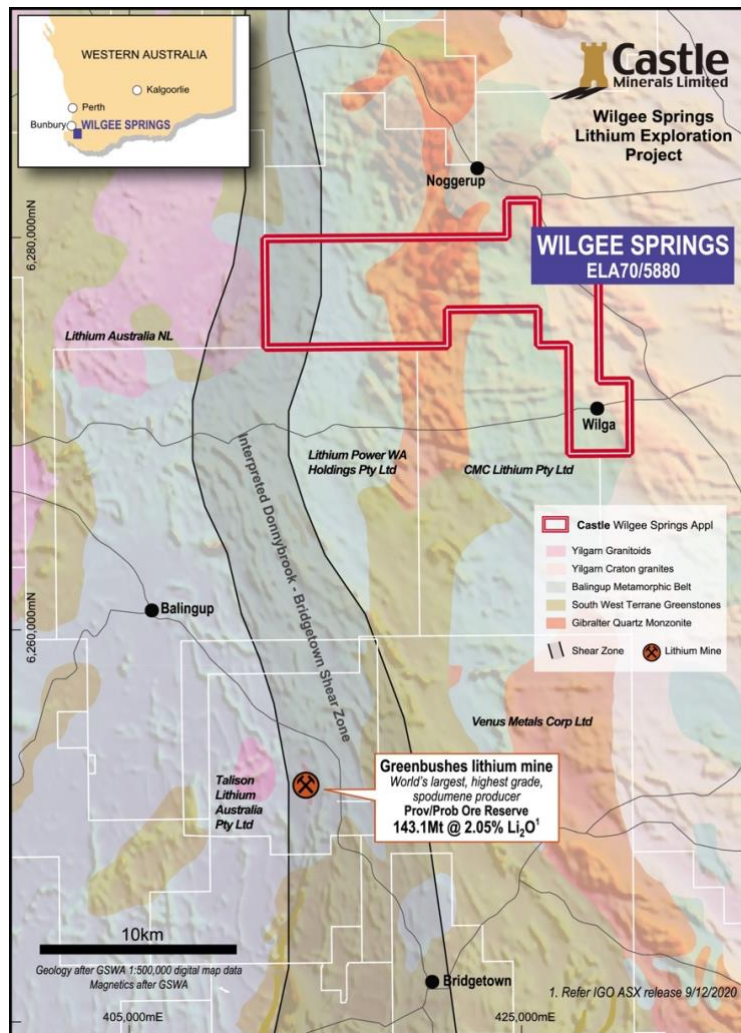 WESTERN AUSTRALIA
Kalgoorlie
Perth
Bunbury
WILGEE SPRINGS
Castle
Minerals Limited
Wilgee Springs
Lithium Exploration
Project
Noggerup
6,280,000mN
WILGEE SPRINGS
ELA70/5880
Lithium Australia NL
Wilga
Lithium Power WA
Holdings Pty Ltd
CMC Lithium Pty Ltd
Interpreted Donnybrook - Bridgetown Shear Zone
Castle Wilgee Springs Appl
Yilgarn Granitoids
Yilgarn Craton granites
Balingup Metamorphic Belt
South West Terrane Greenstones
Gibralter Quartz Monzonite
Shear Zone
Lithium Mine
Balingup
6,260,000mN
Venus Metals Corp Ltd
Greenbushes lithium mine
World's largest, highest grade,
spodumene producer
Prov/Prob Ore Reserve
143.1Mt @ 2.05% Li₂O¹
Talison
Lithium
Australia
Pty Ltd
10km
Geology after GSWA 1:500,000 digital map data
Magnetics after GSWA
Bridgetown
1. Refer IGO ASX release 9/12/2020
405,000mE
425,000mE